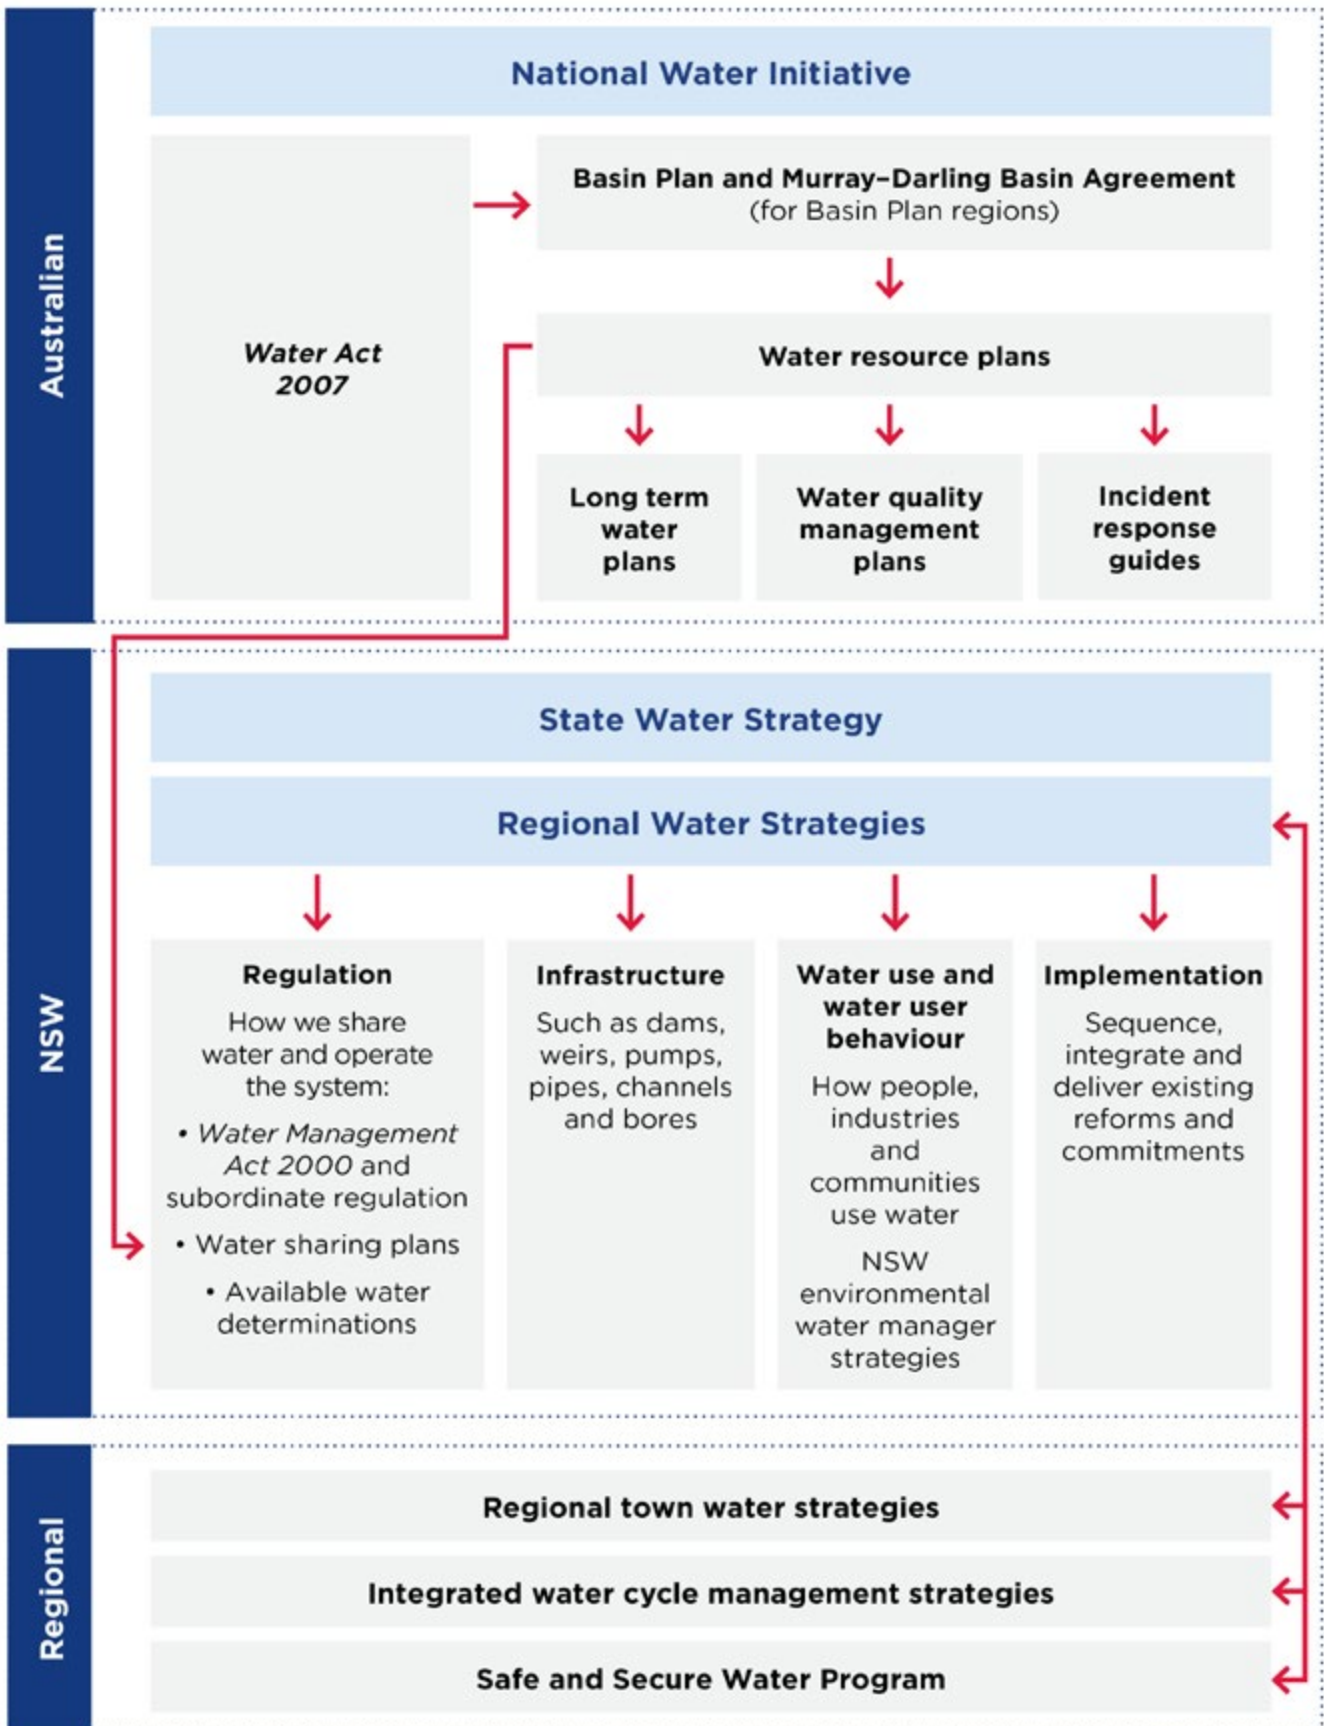 Australian
National Water Initiative
Water Act
2007
Basin Plan and Murray–Darling Basin Agreement
(for Basin Plan regions)
Water resource plans
Long term
water
plans
Water quality
management
plans
Incident
response
guides
NSW
State Water Strategy
Regional Water Strategies
Regulation
How we share
water and operate
the system:
• Water Management
Act 2000 and
subordinate regulation
• Water sharing plans
• Available water
determinations
Infrastructure
Such as dams,
weirs, pumps,
pipes, channels
and bores
Water use and
water user
behaviour
How people,
industries
and
communities
use water
NSW
environmental
water manager
strategies
Implementation
Sequence,
integrate and
deliver existing
reforms and
commitments
Regional
Regional town water strategies
Integrated water cycle management strategies
Safe and Secure Water Program